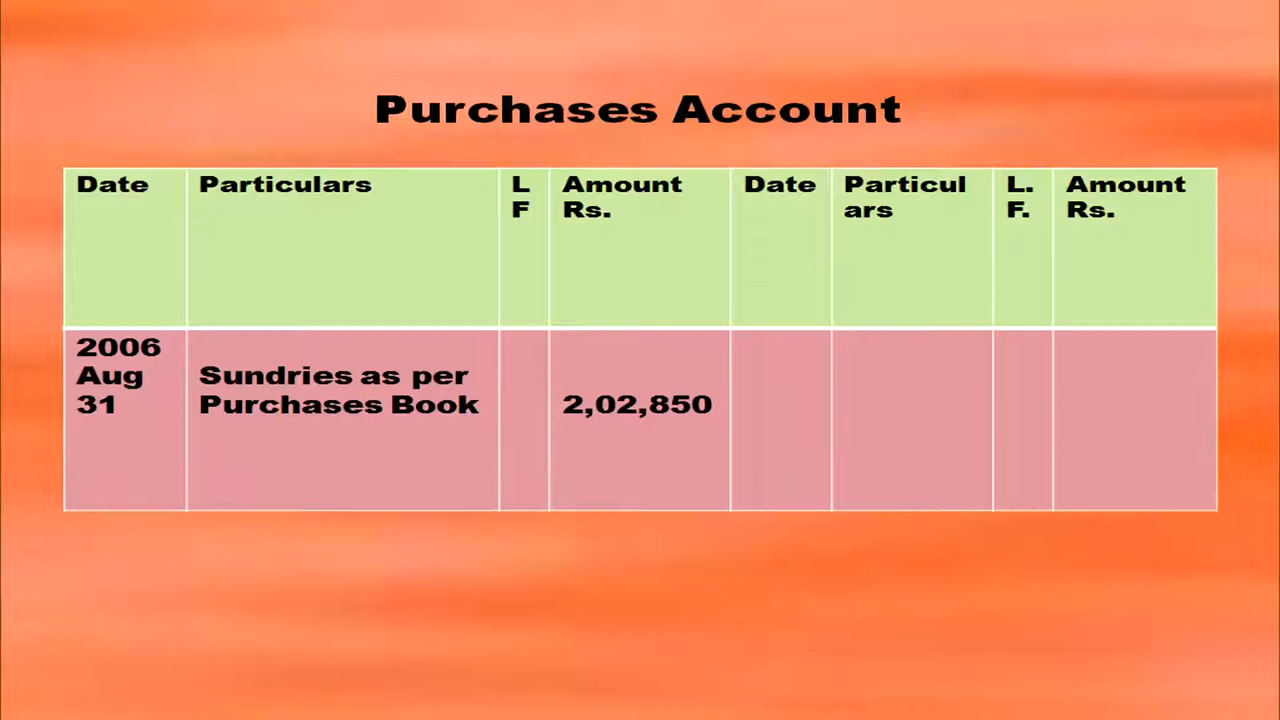 Purchases Account
Date Particulars L F Amount Rs. Date Particul ars L. F. Amount Rs.
2006
Aug Sundries as per
31 Purchases Book 2,02,850